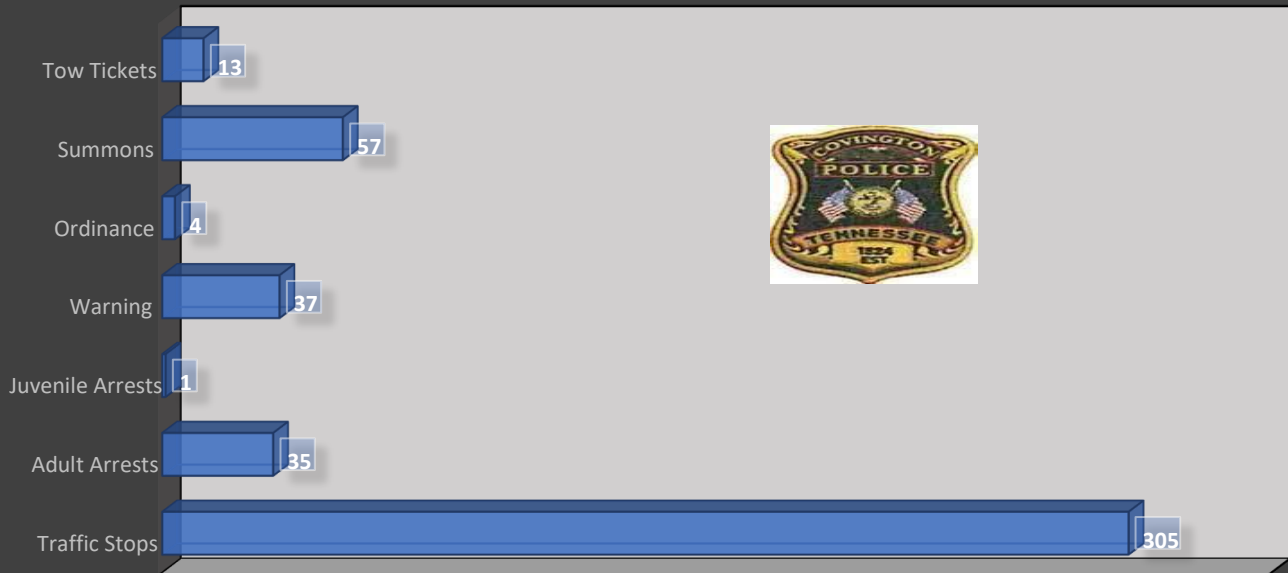 Tow Tickets 13
Summons 57
Ordinance 4
Warning 37
Juvenile Arrests 1
Adult Arrests 35
Traffic Stops 305
COVINGTON
POLICE
TENNESSEE
1824
EST